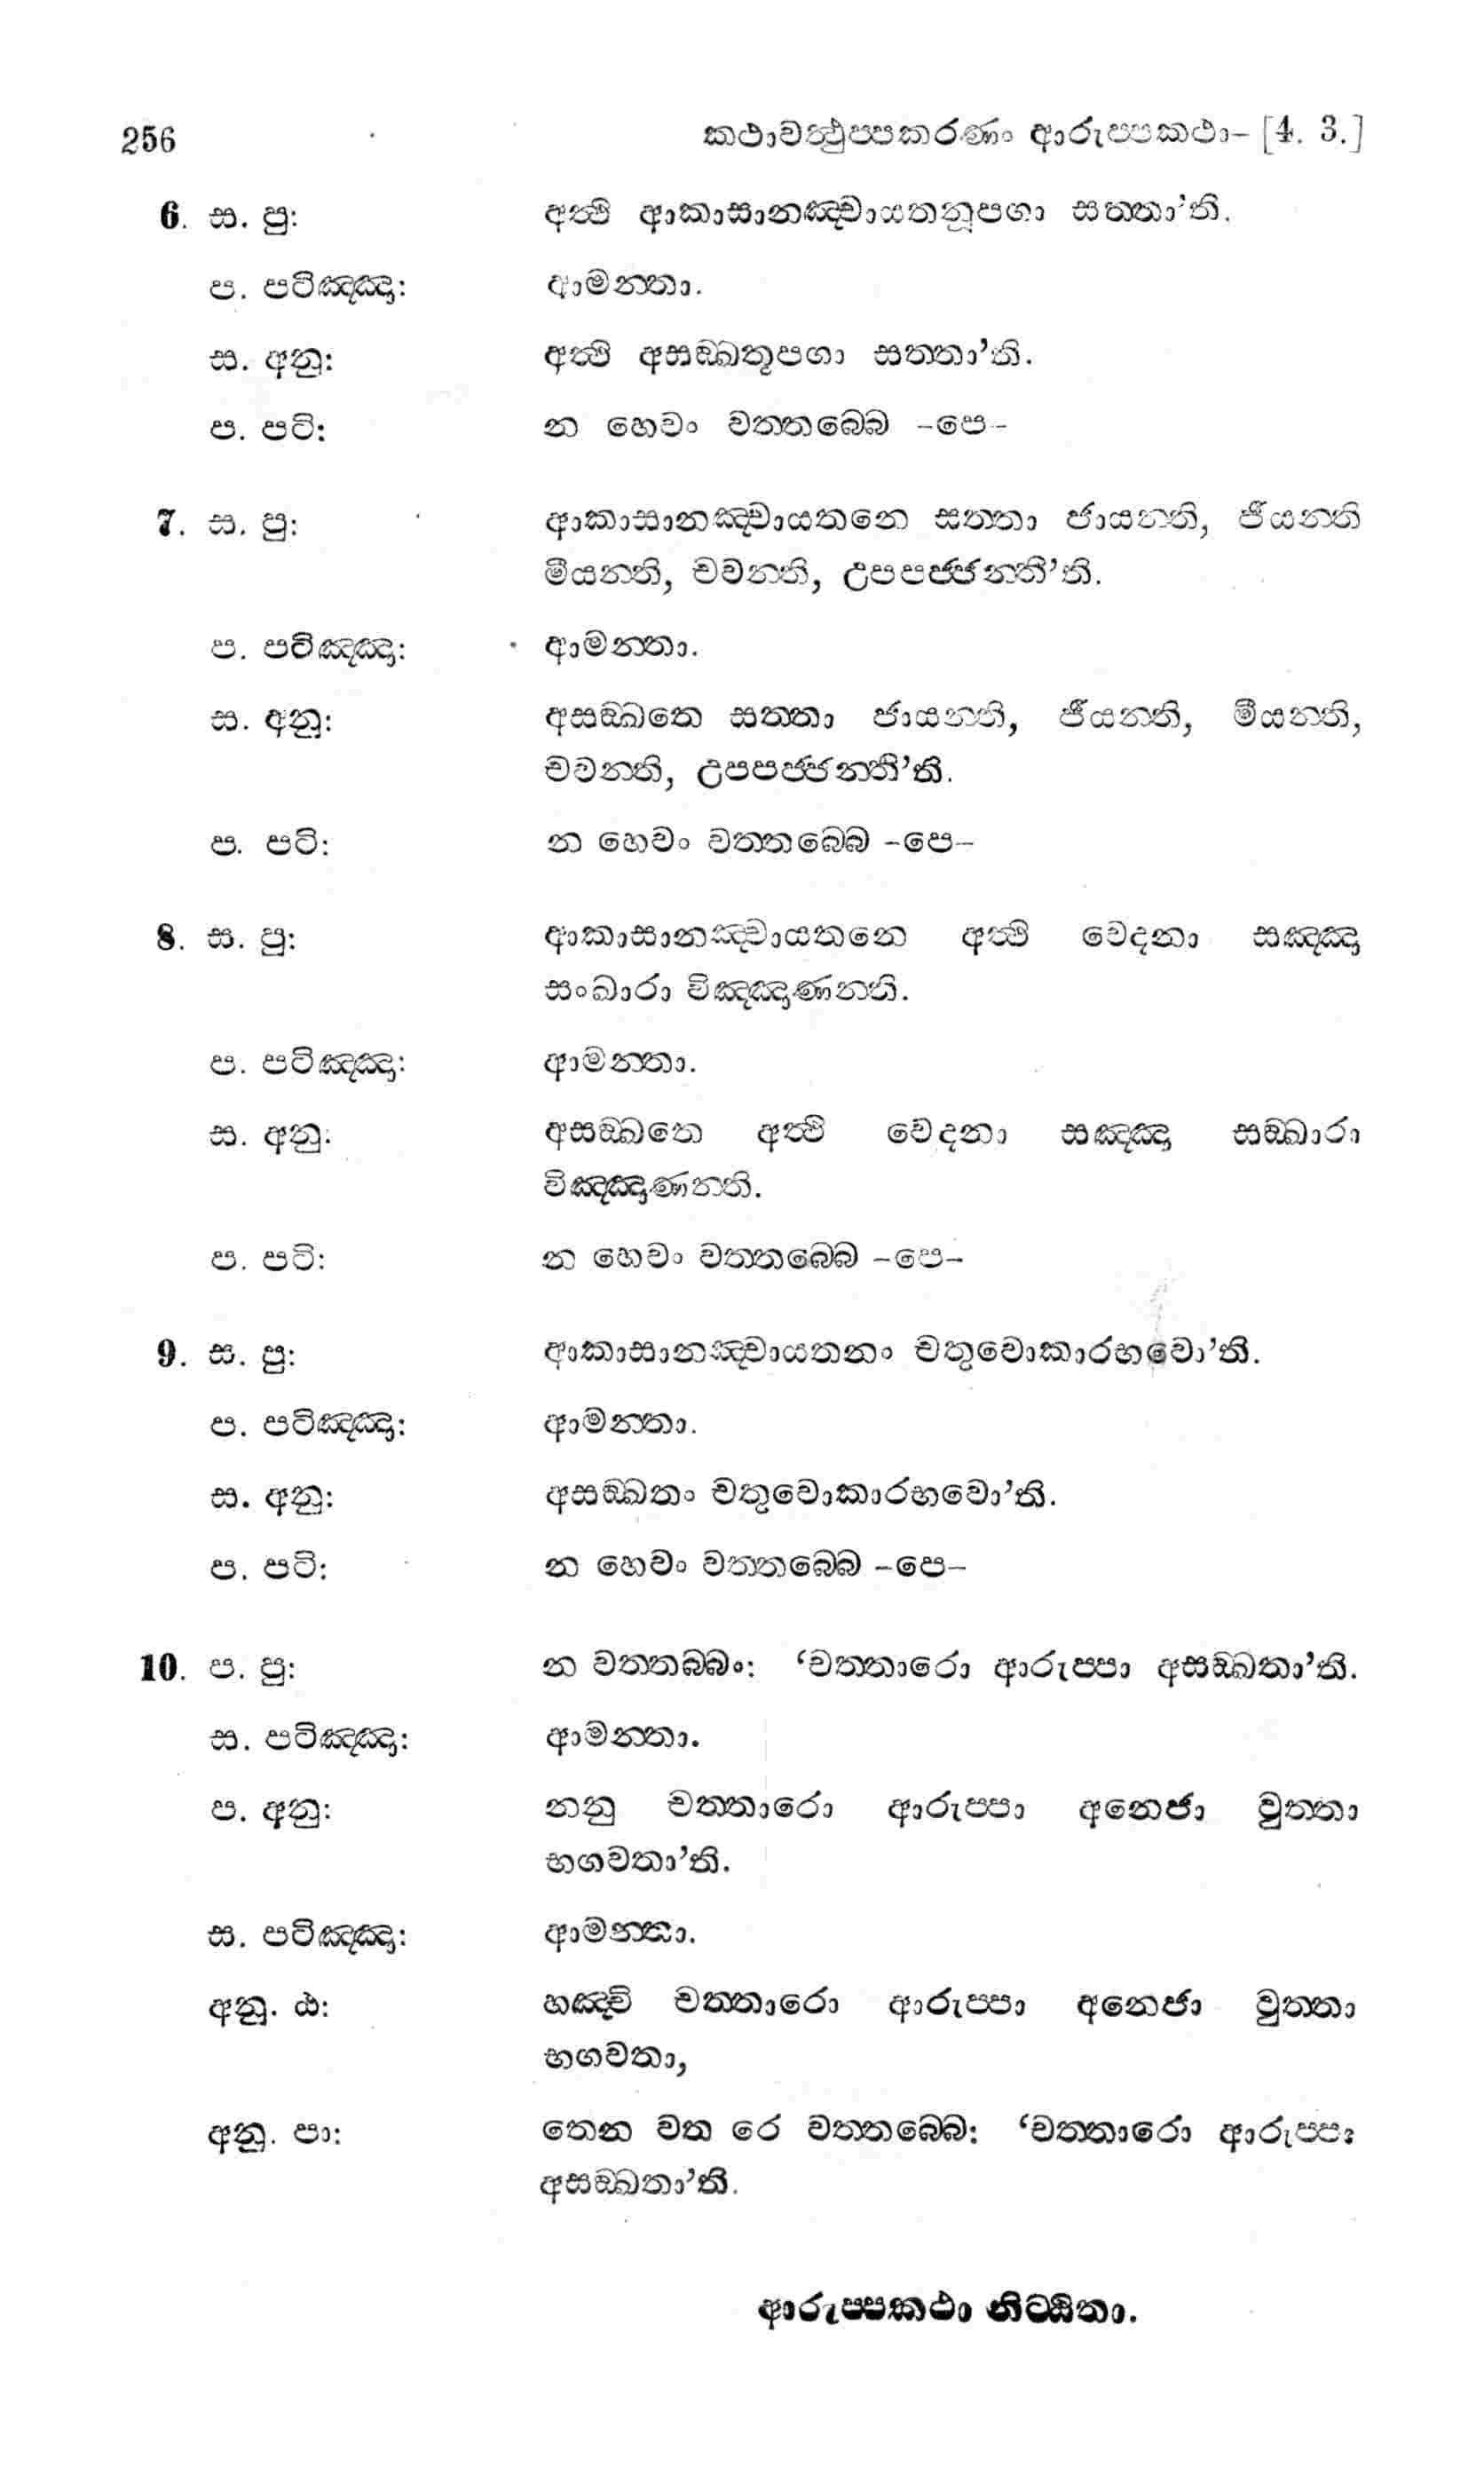 256 කථාවත්‍ථුප්පකරණං ආරුප්පකථා– [4. 3.]
6. ස. පු: අත්‍ථි ආකාසානඤ්චායතනූපගා සත්තා’ති.
ප. පටිඤ්ඤා: ආමන්තා.
ස. අනු: අත්‍ථි අසඞ්ඛතූපගා සත්තා’ති.
ප. පටි: න හෙවං වත්තබ්බෙ -පෙ-
7. ස. පු: ආකාසානඤ්චායතනෙ සත්තා ජායන්ති, ජීයන්ති
මීයන්ති, චවන්ති, උපපජ්ජන්තී’ති.
ප. පටිඤ්ඤා: ආමන්තා.
ස. අනු: අසඞ්ඛතෙ සත්තා ජායන්ති, ජීයන්ති, මීයන්ති,
චවන්ති, උපපජ්ජන්තී’ති.
ප. පටි: න හෙවං වත්තබ්බෙ -පෙ-
8. ස. පු: ආකාසානඤ්චායතනෙ අත්‍ථි වෙදනා සඤ්ඤා
සංඛාරා විඤ්ඤාණන්ති.
ප. පටිඤ්ඤා: ආමන්තා.
ස. අනු: අසඞ්ඛතෙ අත්‍ථි වෙදනා සඤ්ඤා සඞ්ඛාරා
විඤ්ඤාණන්ති.
ප. පටි: න හෙවං වත්තබ්බෙ -පෙ-
9. ස. පු: ආකාසානඤ්චායතනං චතුවොකාරභවො’ති.
ප. පටිඤ්ඤා: ආමන්තා.
ස. අනු: අසඞ්ඛතං චතුවොකාරභවො’ති.
ප. පටි: න හෙවං වත්තබ්බෙ -පෙ-
10. ප. පු: න වත්තබ්බං: ‘චත්තාරො ආරුප්පා අසඞ්ඛතා’ති.
ස. පටිඤ්ඤා: ආමන්තා.
ප. අනු: නනු චත්තාරො ආරුප්පා අනෙජා වුත්තා
භගවතා’ති.
ස. පටිඤ්ඤා: ආමන්තා.
අනු. ඨ: හඤ්චි චත්තාරො ආරුප්පා අනෙජා වුත්තා
භගවතා,
අනු. පා: තෙන වත රෙ වත්තබ්බෙ: ‘චත්තාරො ආරුප්පා
අසඞ්ඛතා’ති.
ආරුප්පකථා නිට්ඨිතා.